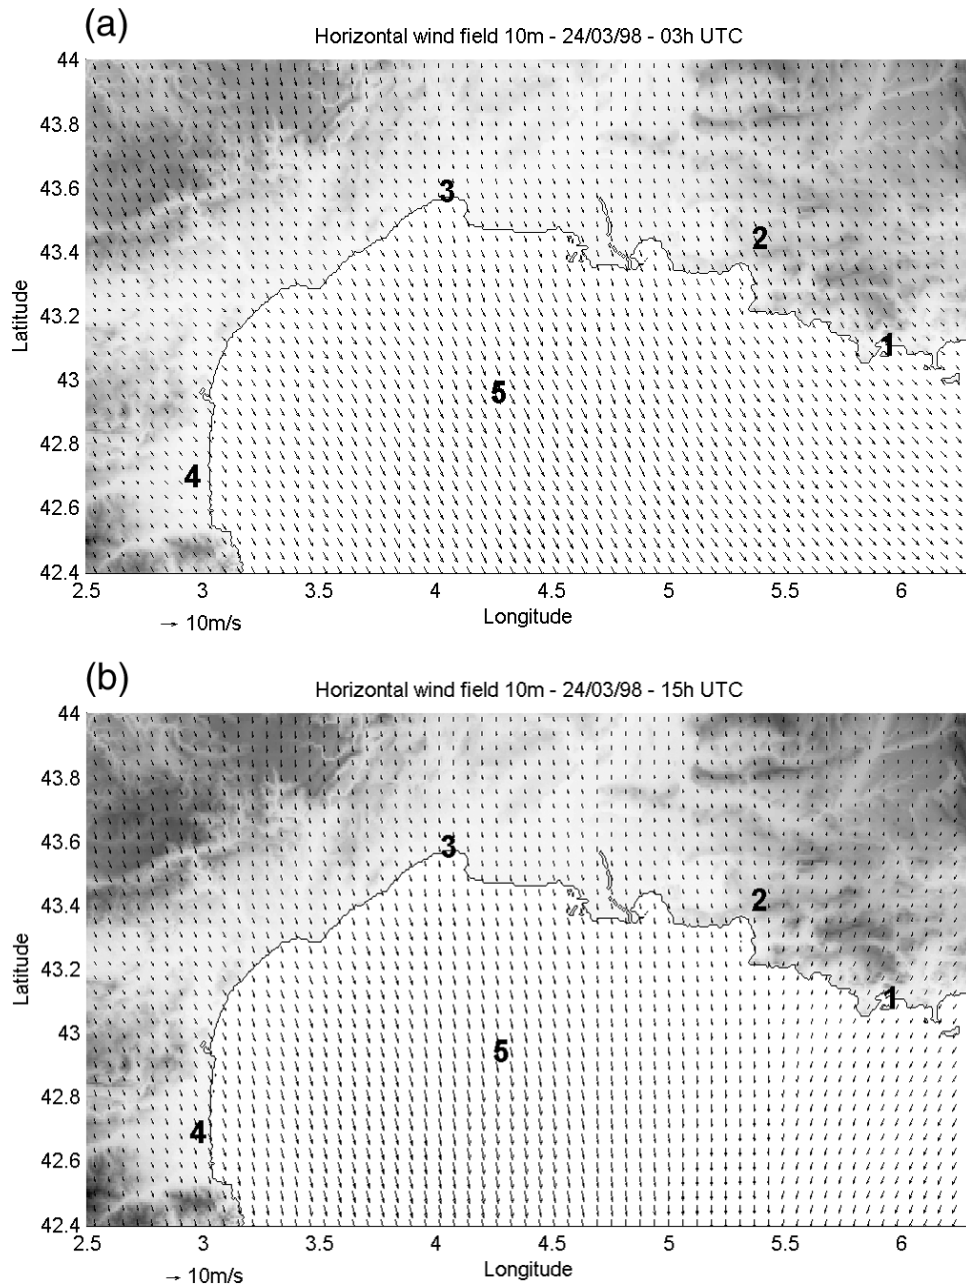 (a)
Horizontal wind field 10m - 24/03/98 - 03h UTC
44
43.8
43.6
43.4
43.2
43
42.8
42.6
42.4
Latitude
3
2
1
5
4
2.5 3 3.5 4 4.5 5 5.5 6
Longitude
→ 10m/s
(b)
Horizontal wind field 10m - 24/03/98 - 15h UTC
44
43.8
43.6
43.4
43.2
43
42.8
42.6
42.4
Latitude
3
2
1
5
4
2.5 3 3.5 4 4.5 5 5.5 6
Longitude
→ 10m/s